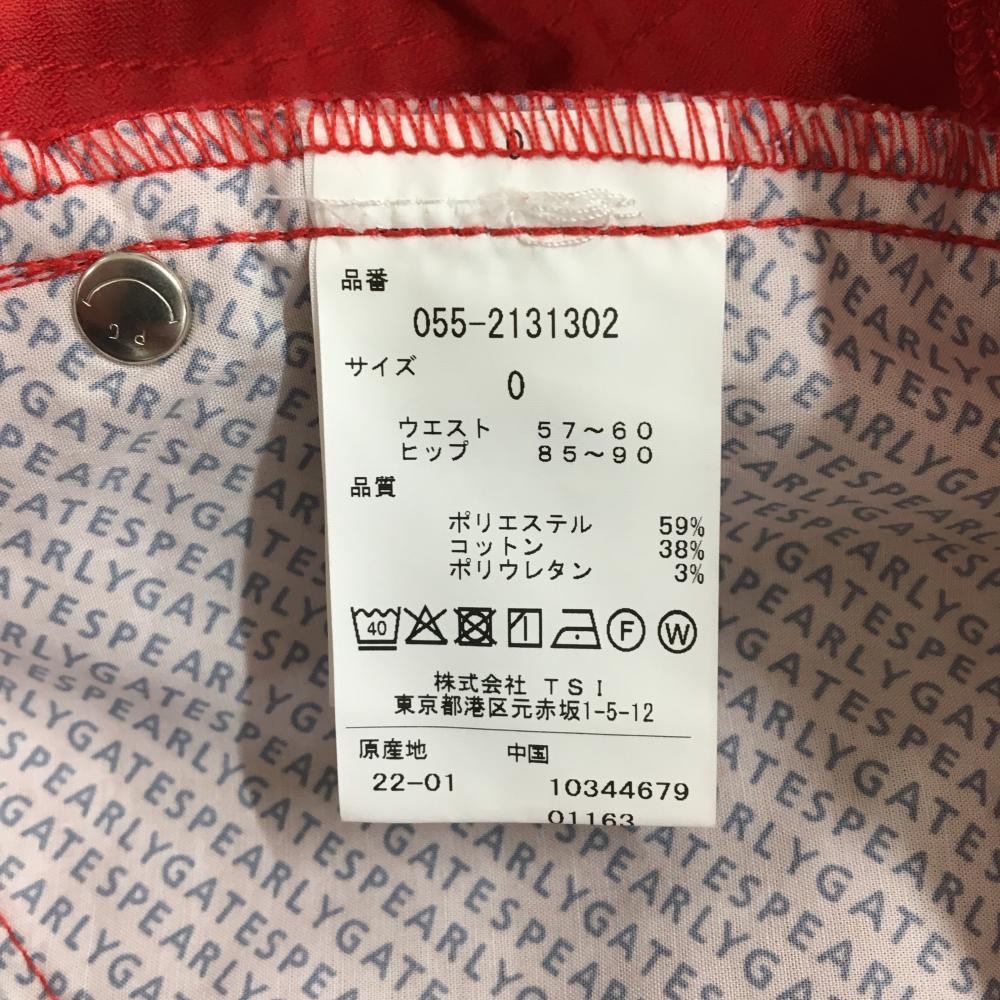 品番
055-2131302
サイズ
0
ウエスト 57～60
ヒップ 85～90
品質
ポリエステル 59%
コットン 38%
ポリウレタン 3%
40
F
W
株式会社 TSI
東京都港区元赤坂1-5-12
原産地 中国
22-01 10344679
01163
PG
PEARLYGATES